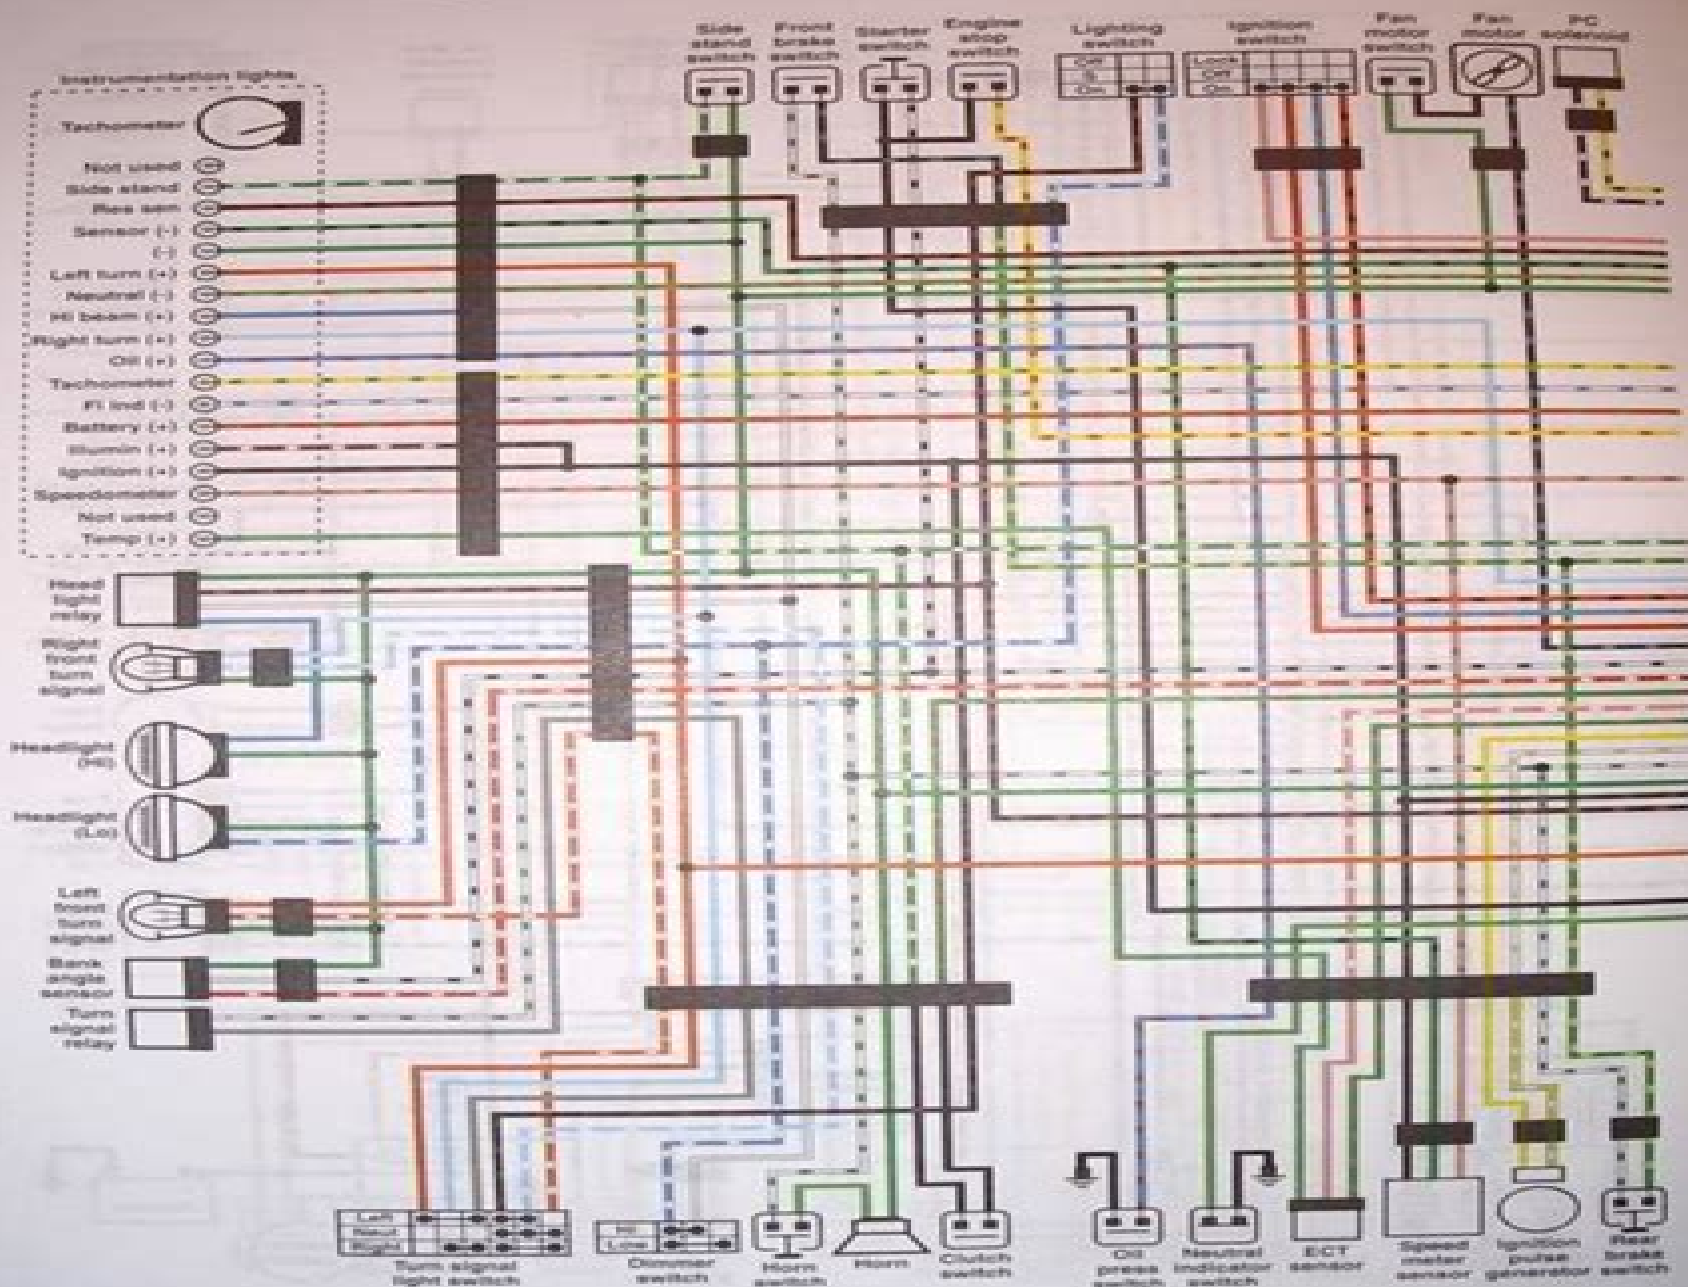 Side
stand
switch
Front
brake
switch
Starter
switch
Engine
stop
switch
Lighting
switch
Off
S
On
Ignition
switch
Lock
Off
On
Fan
motor
switch
Fan
motor
PC
solenoid
Instrumentation lights
Tachometer
Not used
Side stand
Res sen
Sensor (-)
(-)
Left turn (+)
Neutral (-)
Hi beam (+)
Right turn (+)
Oil (+)
Tachometer
FI ind (-)
Battery (+)
Illumin (+)
Ignition (+)
Speedometer
Not used
Temp (+)
Head
light
relay
Right
front
turn
signal
Headlight
(Hi)
Headlight
(Lo)
Left
front
turn
signal
Bank
angle
sensor
Turn
signal
relay
Left
Neut
Right
Turn signal
light switch
Hi
Low
Dimmer
switch
Horn
switch
Horn
Clutch
switch
Oil
press
switch
Neutral
indicator
switch
ECT
sensor
Speed
meter
sensor
Ignition
pulse
generator
Rear
brake
switch